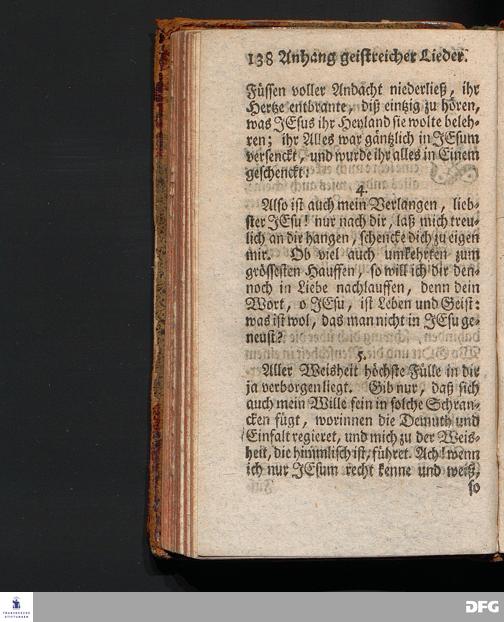 138 Anhang geistreicher Lieder.
Füssen voller Andacht niederließ, ihr
Hertze entbrante, diß eintzig zu hören,
was JEsus ihr Heyland sie wolte beleh-
ren; ihr Alles war gäntzlich in JEsum
versenckt, und wurde ihr alles in Einem
geschenckt.
4.
Also ist auch mein Verlangen, lieb-
ster JEsu! nur nach dir, laß mich treu-
lich an dir hangen, schencke dich zu eigen
mir. Ob viel auch umkehrten zum
grössesten Hauffen, so will ich dir den-
noch in Liebe nachlauffen, denn dein
Wort, o JEsu, ist Leben und Geist:
was ist wol, das man nicht in JEsu ge-
neust?
5.
Aller Weisheit höchste Fülle in dir
ja verborgen liegt. Gib nur, daß sich
auch mein Wille fein in solche Schran-
cken fügt, worinnen die Demuth und
Einfalt regieret, und mich zu der Weis-
heit, die himmlisch ist, führet. Ach! wenn
ich nur JEsum recht kenne und weiß,
so
FRANCKESCHE
STIFTUNGEN
DFG